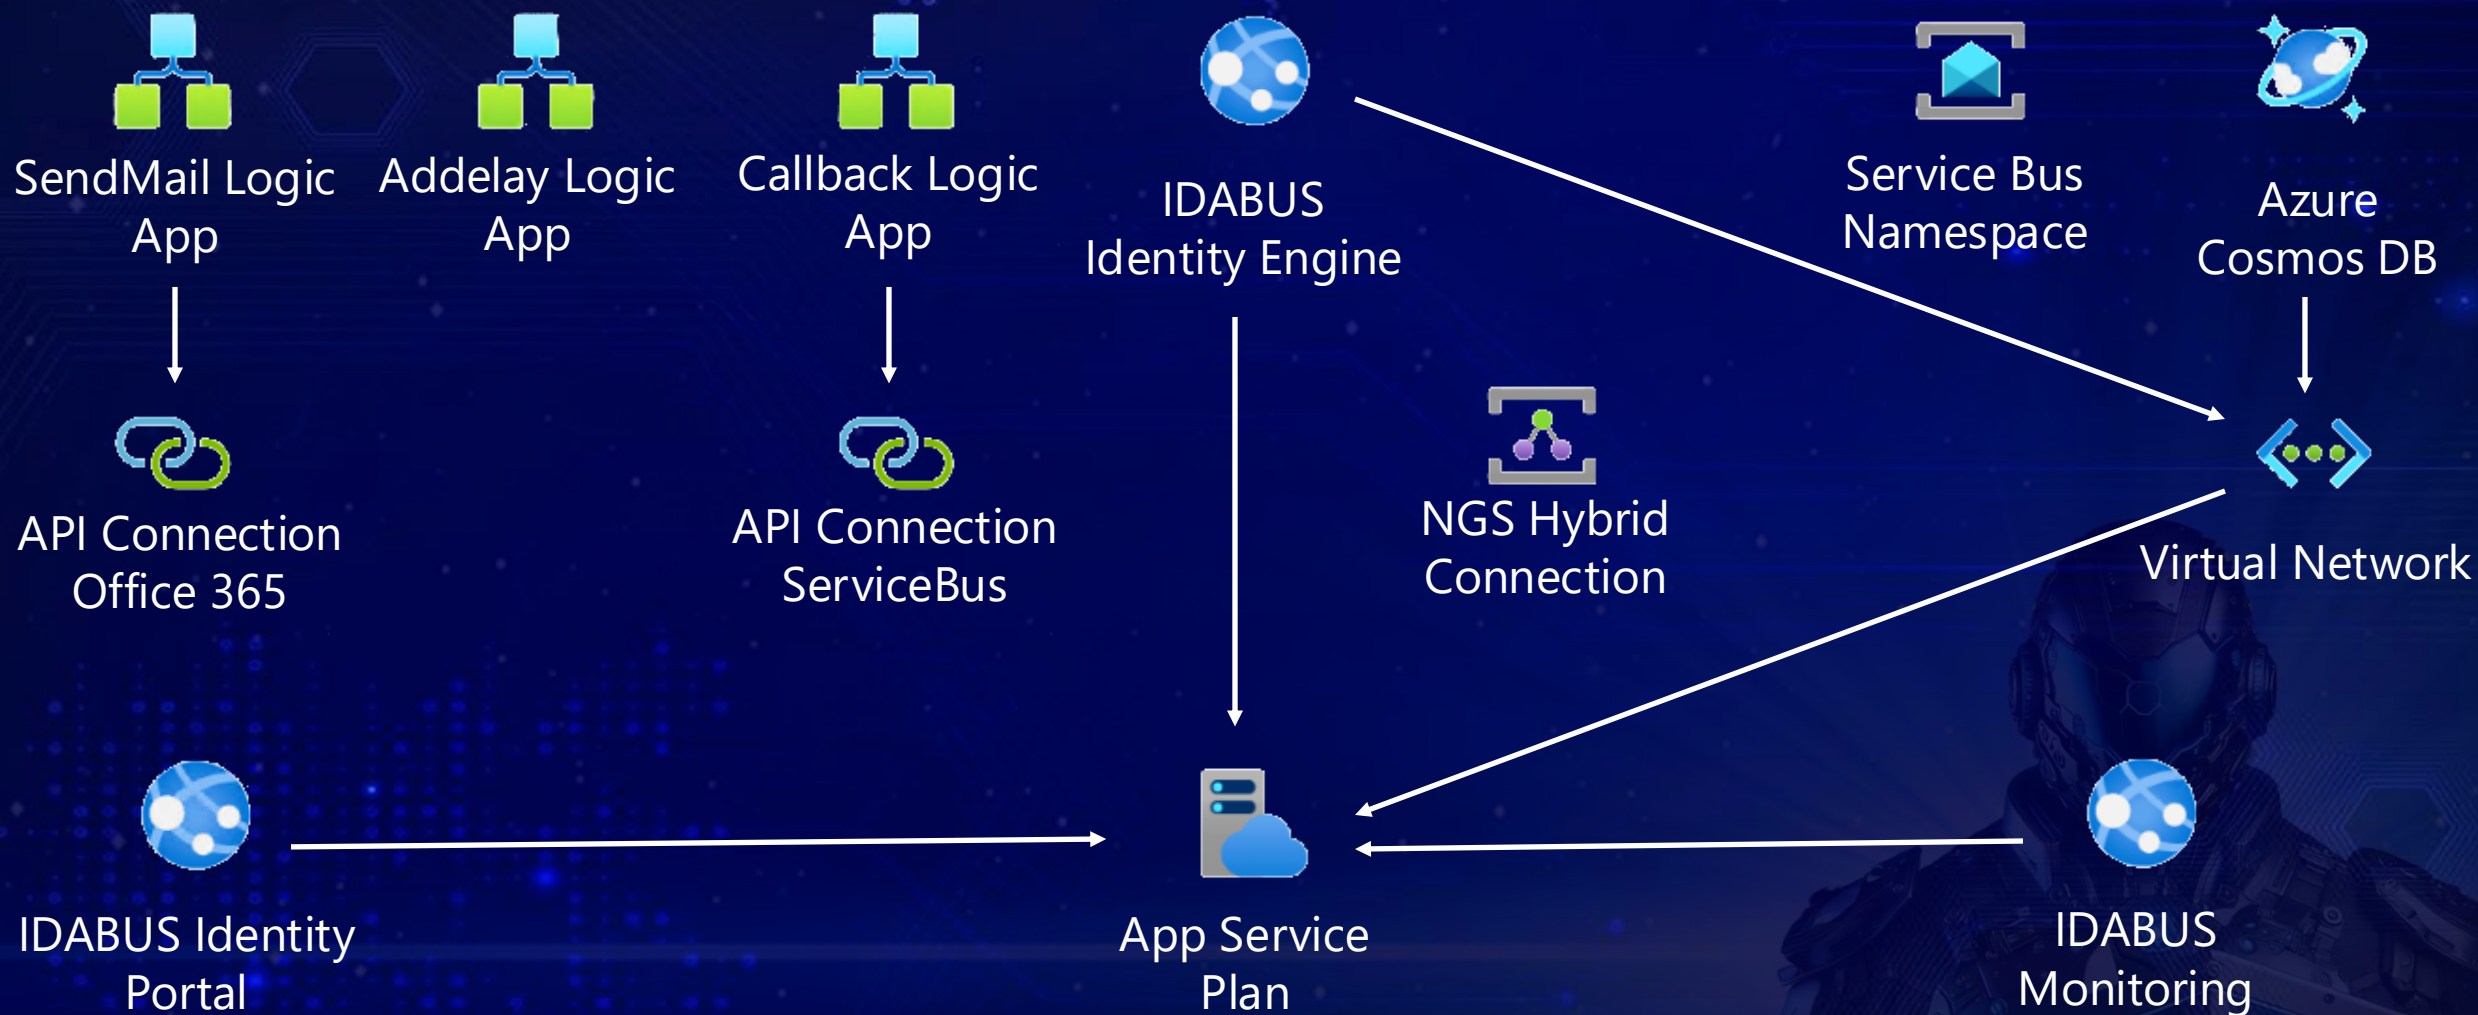 SendMail Logic
App
Addelay Logic
App
Callback Logic
App
IDABUS
Identity Engine
Service Bus
Namespace
Azure
Cosmos DB
API Connection
Office 365
API Connection
ServiceBus
NGS Hybrid
Connection
Virtual Network
IDABUS Identity
Portal
App Service
Plan
IDABUS
Monitoring